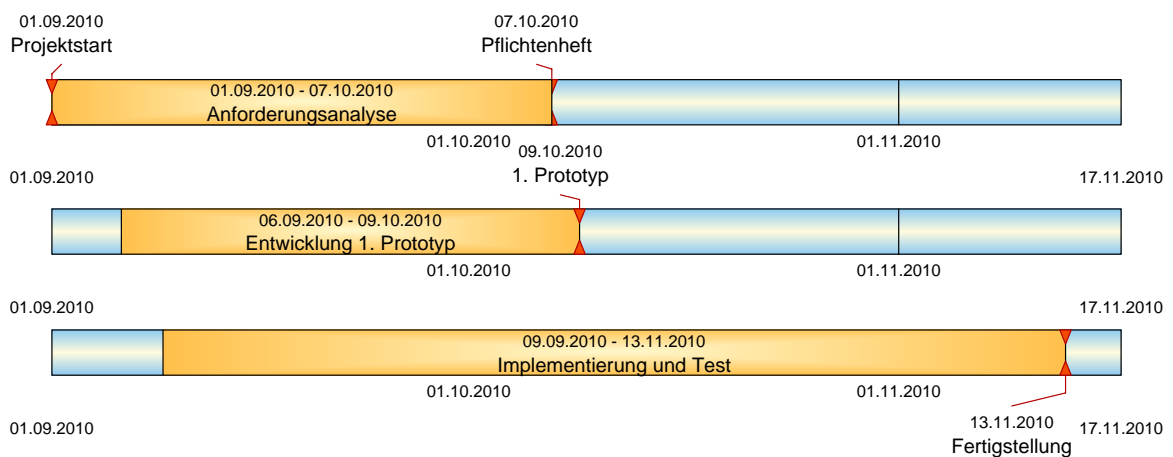 01.09.2010
Projektstart
07.10.2010
Pflichtenheft
01.09.2010 - 07.10.2010
Anforderungsanalyse
01.10.2010
01.11.2010
01.09.2010
17.11.2010
09.10.2010
1. Prototyp
06.09.2010 - 09.10.2010
Entwicklung 1. Prototyp
01.10.2010
01.11.2010
01.09.2010
17.11.2010
09.09.2010 - 13.11.2010
Implementierung und Test
01.10.2010
01.11.2010
01.09.2010
17.11.2010
13.11.2010
Fertigstellung